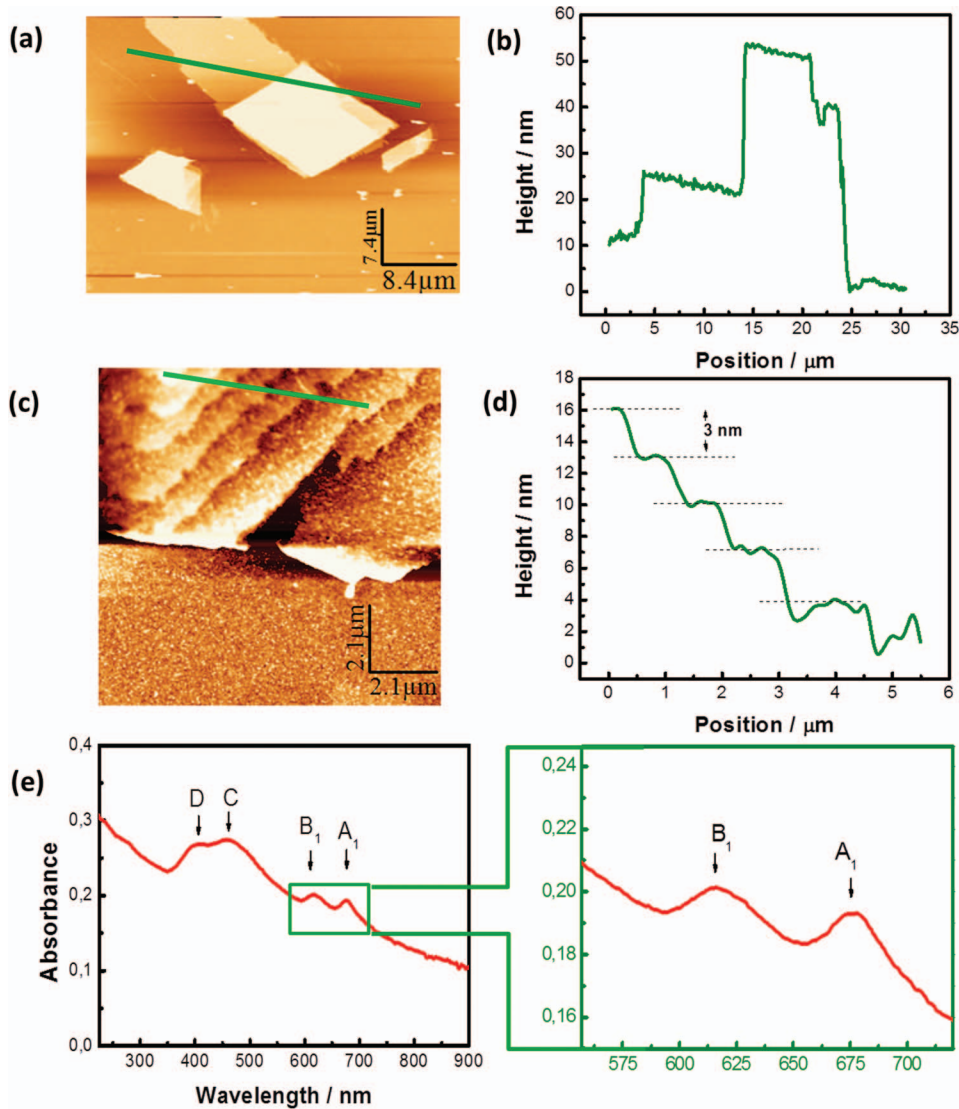 (a)
7.4µm
8.4µm
(b)
Height / nm
60
50
40
30
20
10
0
0 5 10 15 20 25 30 35
Position / µm
(c)
2.1µm
2.1µm
(d)
Height / nm
18
16
14
12
10
8
6
4
2
0
3 nm
0 1 2 3 4 5 6
Position / µm
(e)
Absorbance
0,4
0,3
0,2
0,1
0,0
D C B1 A1
300 400 500 600 700 800 900
Wavelength / nm
0,24
0,22
0,20
0,18
0,16
B1 A1
575 600 625 650 675 700